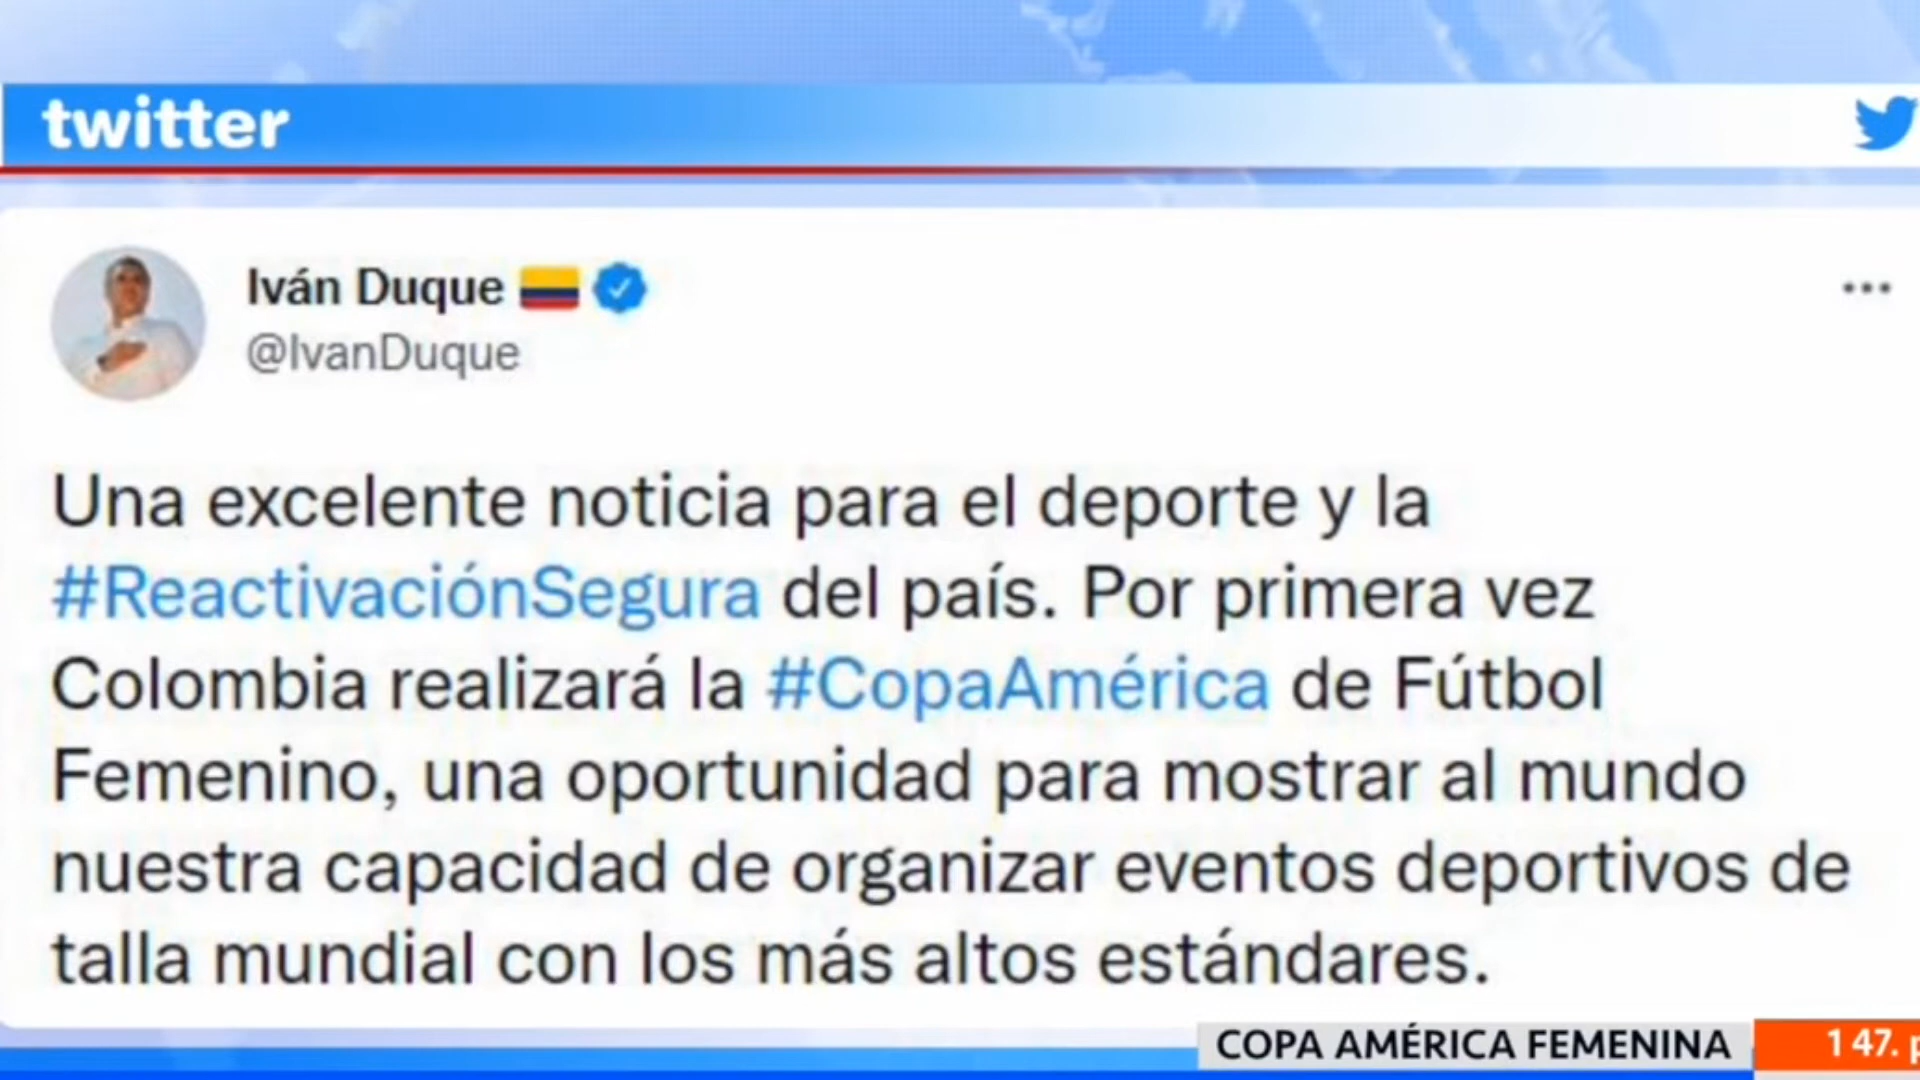 twitter
Iván Duque
@IvanDuque
Una excelente noticia para el deporte y la
#ReactivaciónSegura del país. Por primera vez
Colombia realizará la #CopaAmérica de Fútbol
Femenino, una oportunidad para mostrar al mundo
nuestra capacidad de organizar eventos deportivos de
talla mundial con los más altos estándares.
COPA AMÉRICA FEMENINA
1 47. p